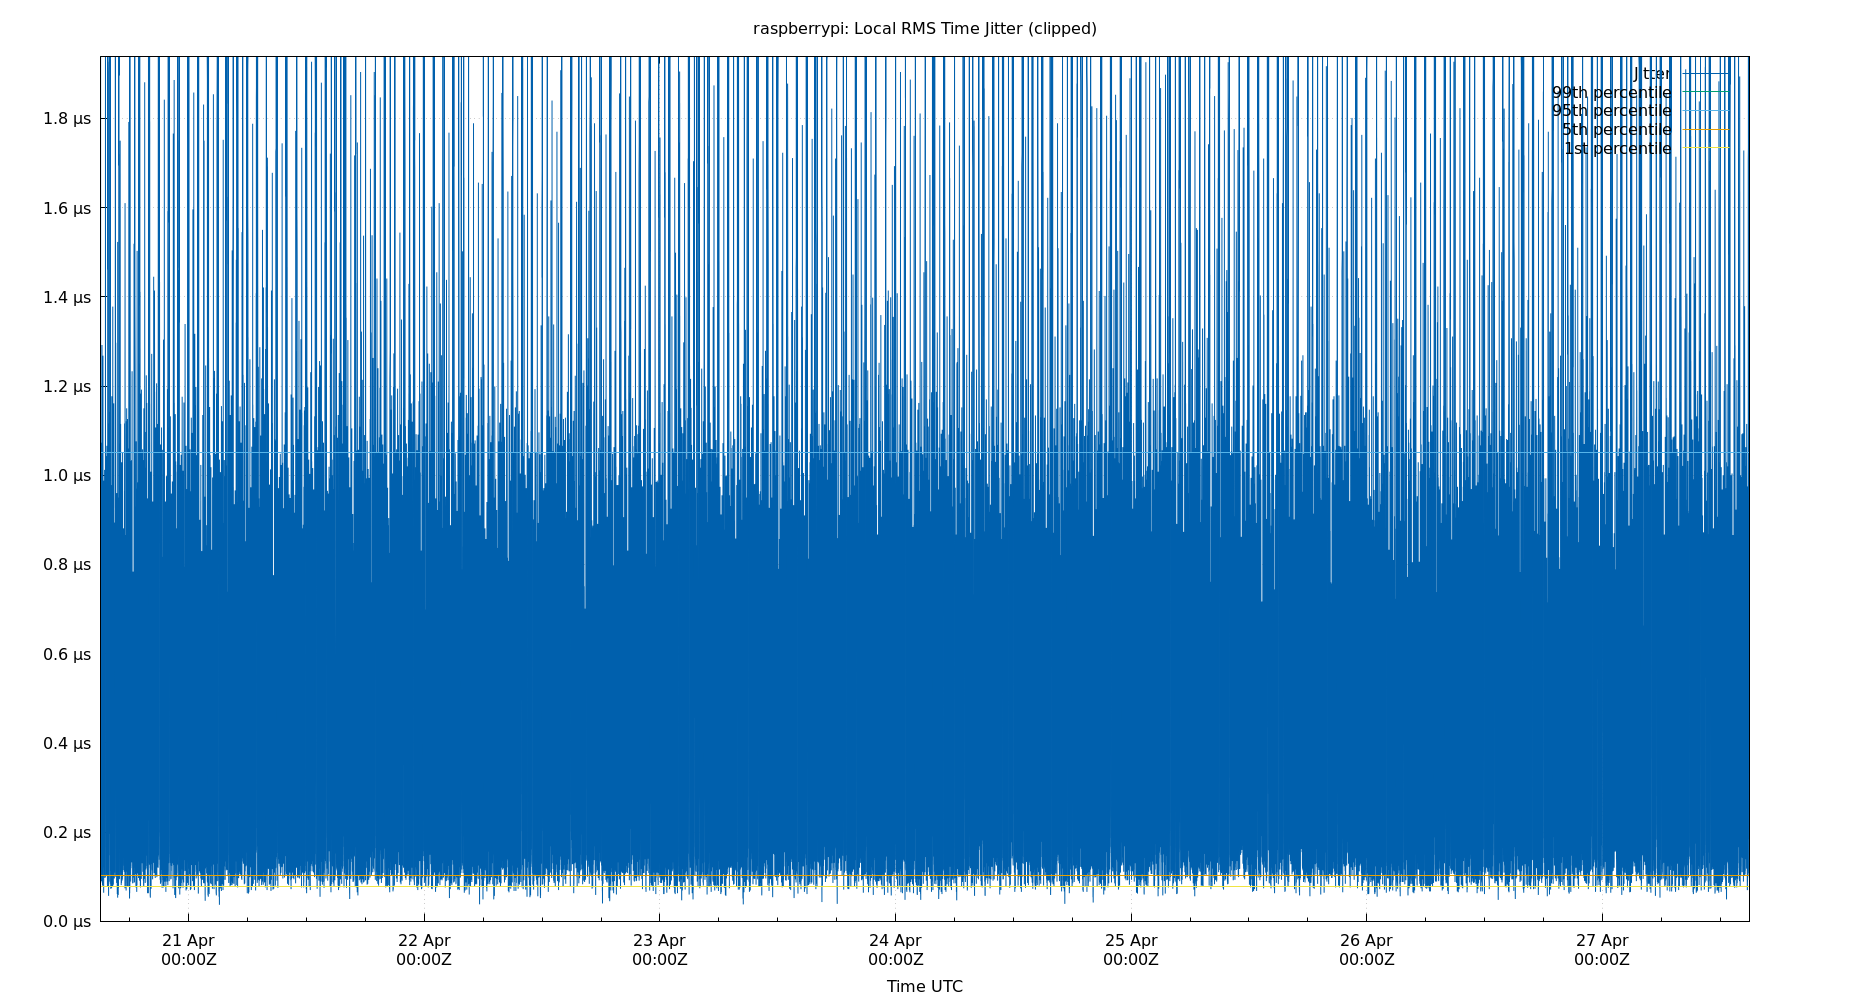 raspberrypi: Local RMS Time Jitter (clipped)
Jitter
99th percentile
95th percentile
5th percentile
1st percentile
1.8 µs
1.6 µs
1.4 µs
1.2 µs
1.0 µs
0.8 µs
0.6 µs
0.4 µs
0.2 µs
0.0 µs
21 Apr 22 Apr 23 Apr 24 Apr 25 Apr 26 Apr 27 Apr
00:00Z 00:00Z 00:00Z 00:00Z 00:00Z 00:00Z 00:00Z
Time UTC